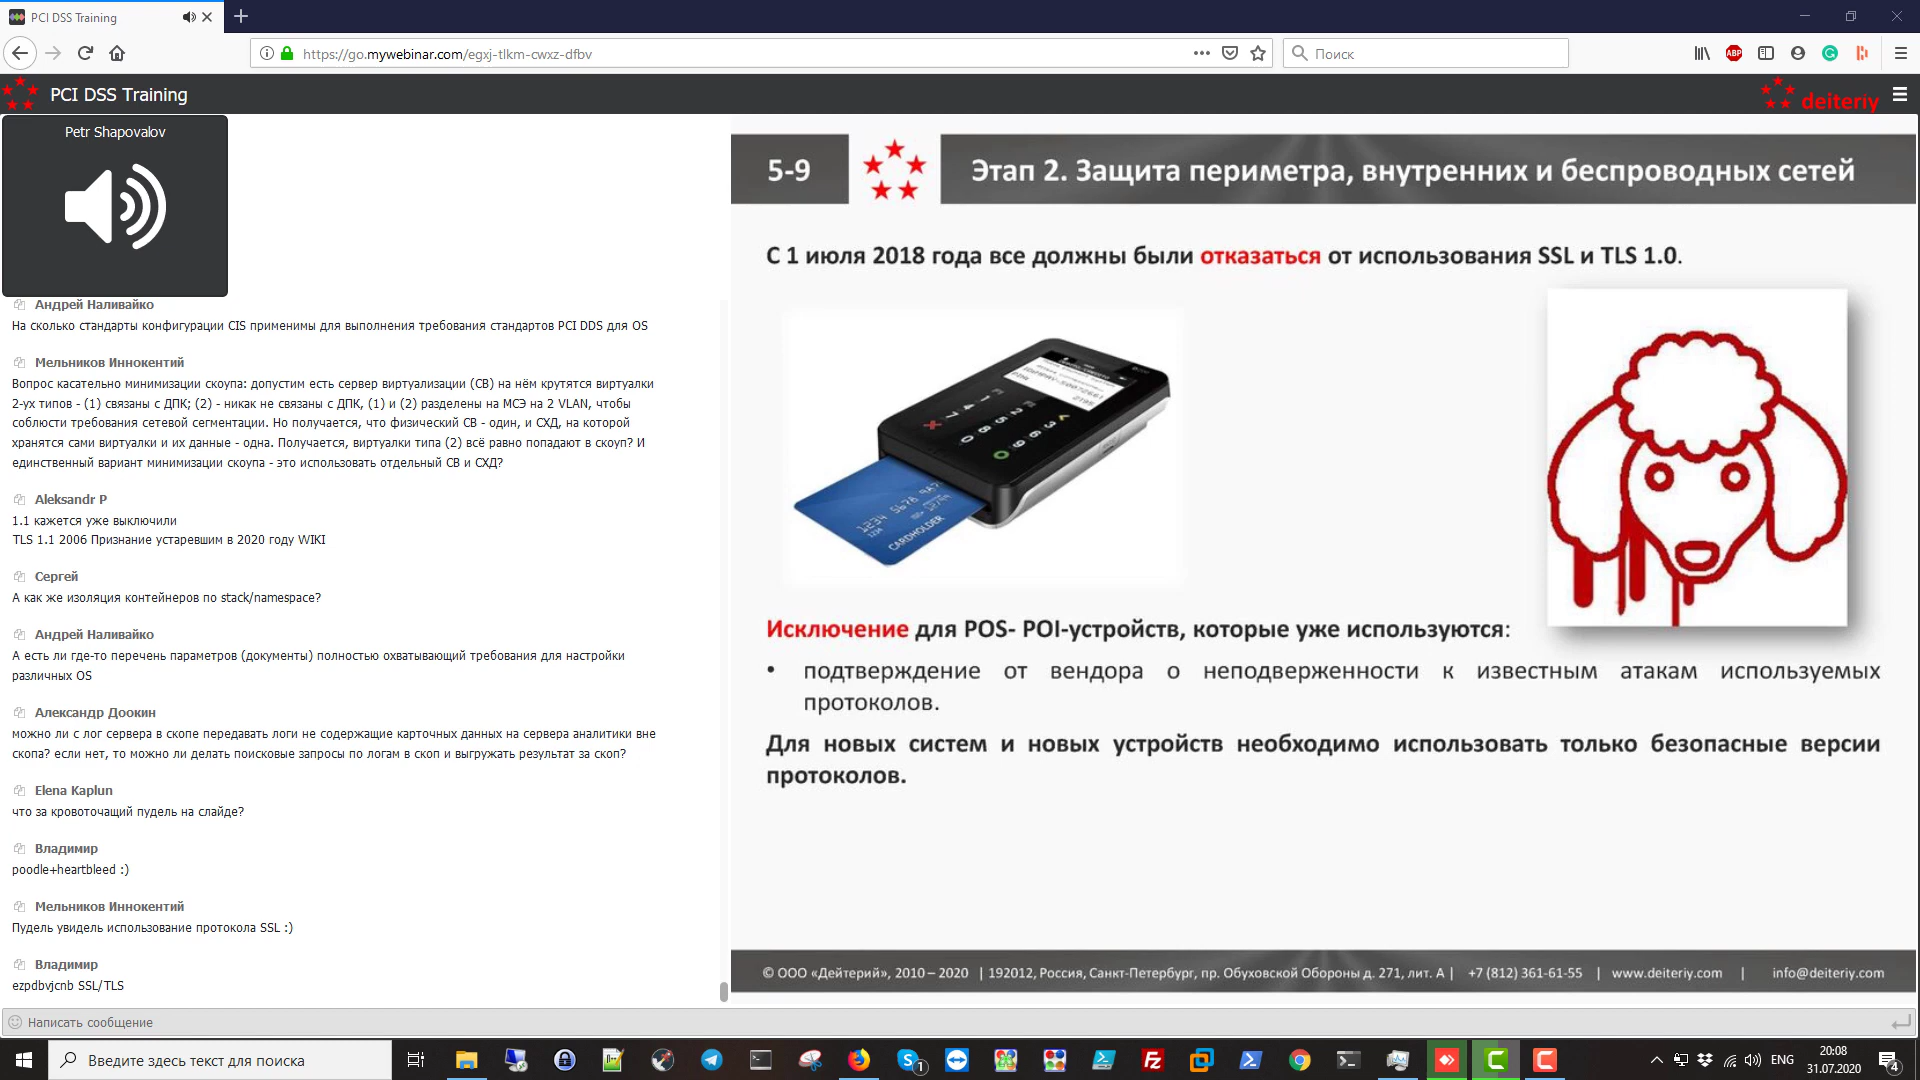 PCI DSS Training
https://go.mywebinar.com/egxj-tlkm-cwxz-dfbv
Поиск
ABP
PCI DSS Training
deiteriy
Petr Shapovalov
Андрей Наливайко
На сколько стандарты конфигурации CIS применимы для выполнения требования стандартов PCI DDS для OS
Мельников Иннокентий
Вопрос касательно минимизации скоупа: допустим есть сервер виртуализации (СВ) на нём крутятся виртуалки
2-ух типов - (1) связаны с ДПК; (2) - никак не связаны с ДПК, (1) и (2) разделены на МСЭ на 2 VLAN, чтобы
соблюсти требования сетевой сегментации. Но получается, что физический СВ - один, и СХД, на которой
хранятся сами виртуалки и их данные - одна. Получается, виртуалки типа (2) всё равно попадают в скоуп? И
единственный вариант минимизации скоупа - это использовать отдельный СВ и СХД?
Aleksandr P
1.1 кажется уже выключили
TLS 1.1 2006 Признание устаревшим в 2020 году WIKI
Сергей
А как же изоляция контейнеров по stack/namespace?
Андрей Наливайко
А есть ли где-то перечень параметров (документы) полностью охватывающий требования для настройки
различных OS
Александр Доокин
можно ли с лог сервера в скопе передавать логи не содержащие карточных данных на сервера аналитики вне
скопа? если нет, то можно ли делать поисковые запросы по логам в скоп и выгружать результат за скоп?
Elena Kaplun
что за кровоточащий пудель на слайде?
Владимир
poodle+heartbleed :)
Мельников Иннокентий
Пудель увидель использование протокола SSL :)
Владимир
ezpdbvjcnb SSL/TLS
Написать сообщение
5-9
Этап 2. Защита периметра, внутренних и беспроводных сетей
С 1 июля 2018 года все должны были отказаться от использования SSL и TLS 1.0.
1234 5678 9A7
CARDHOLDER
Исключение для POS- POI-устройств, которые уже используются:
• подтверждение от вендора о неподверженности к известным атакам используемых
протоколов.
Для новых систем и новых устройств необходимо использовать только безопасные версии
протоколов.
© ООО «Дейтерий», 2010 – 2020 | 192012, Россия, Санкт-Петербург, пр. Обуховской Обороны д. 271, лит. А | +7 (812) 361-61-55 | www.deiteriy.com | info@deiteriy.com
Введите здесь текст для поиска
ENG
20:08
31.07.2020
4